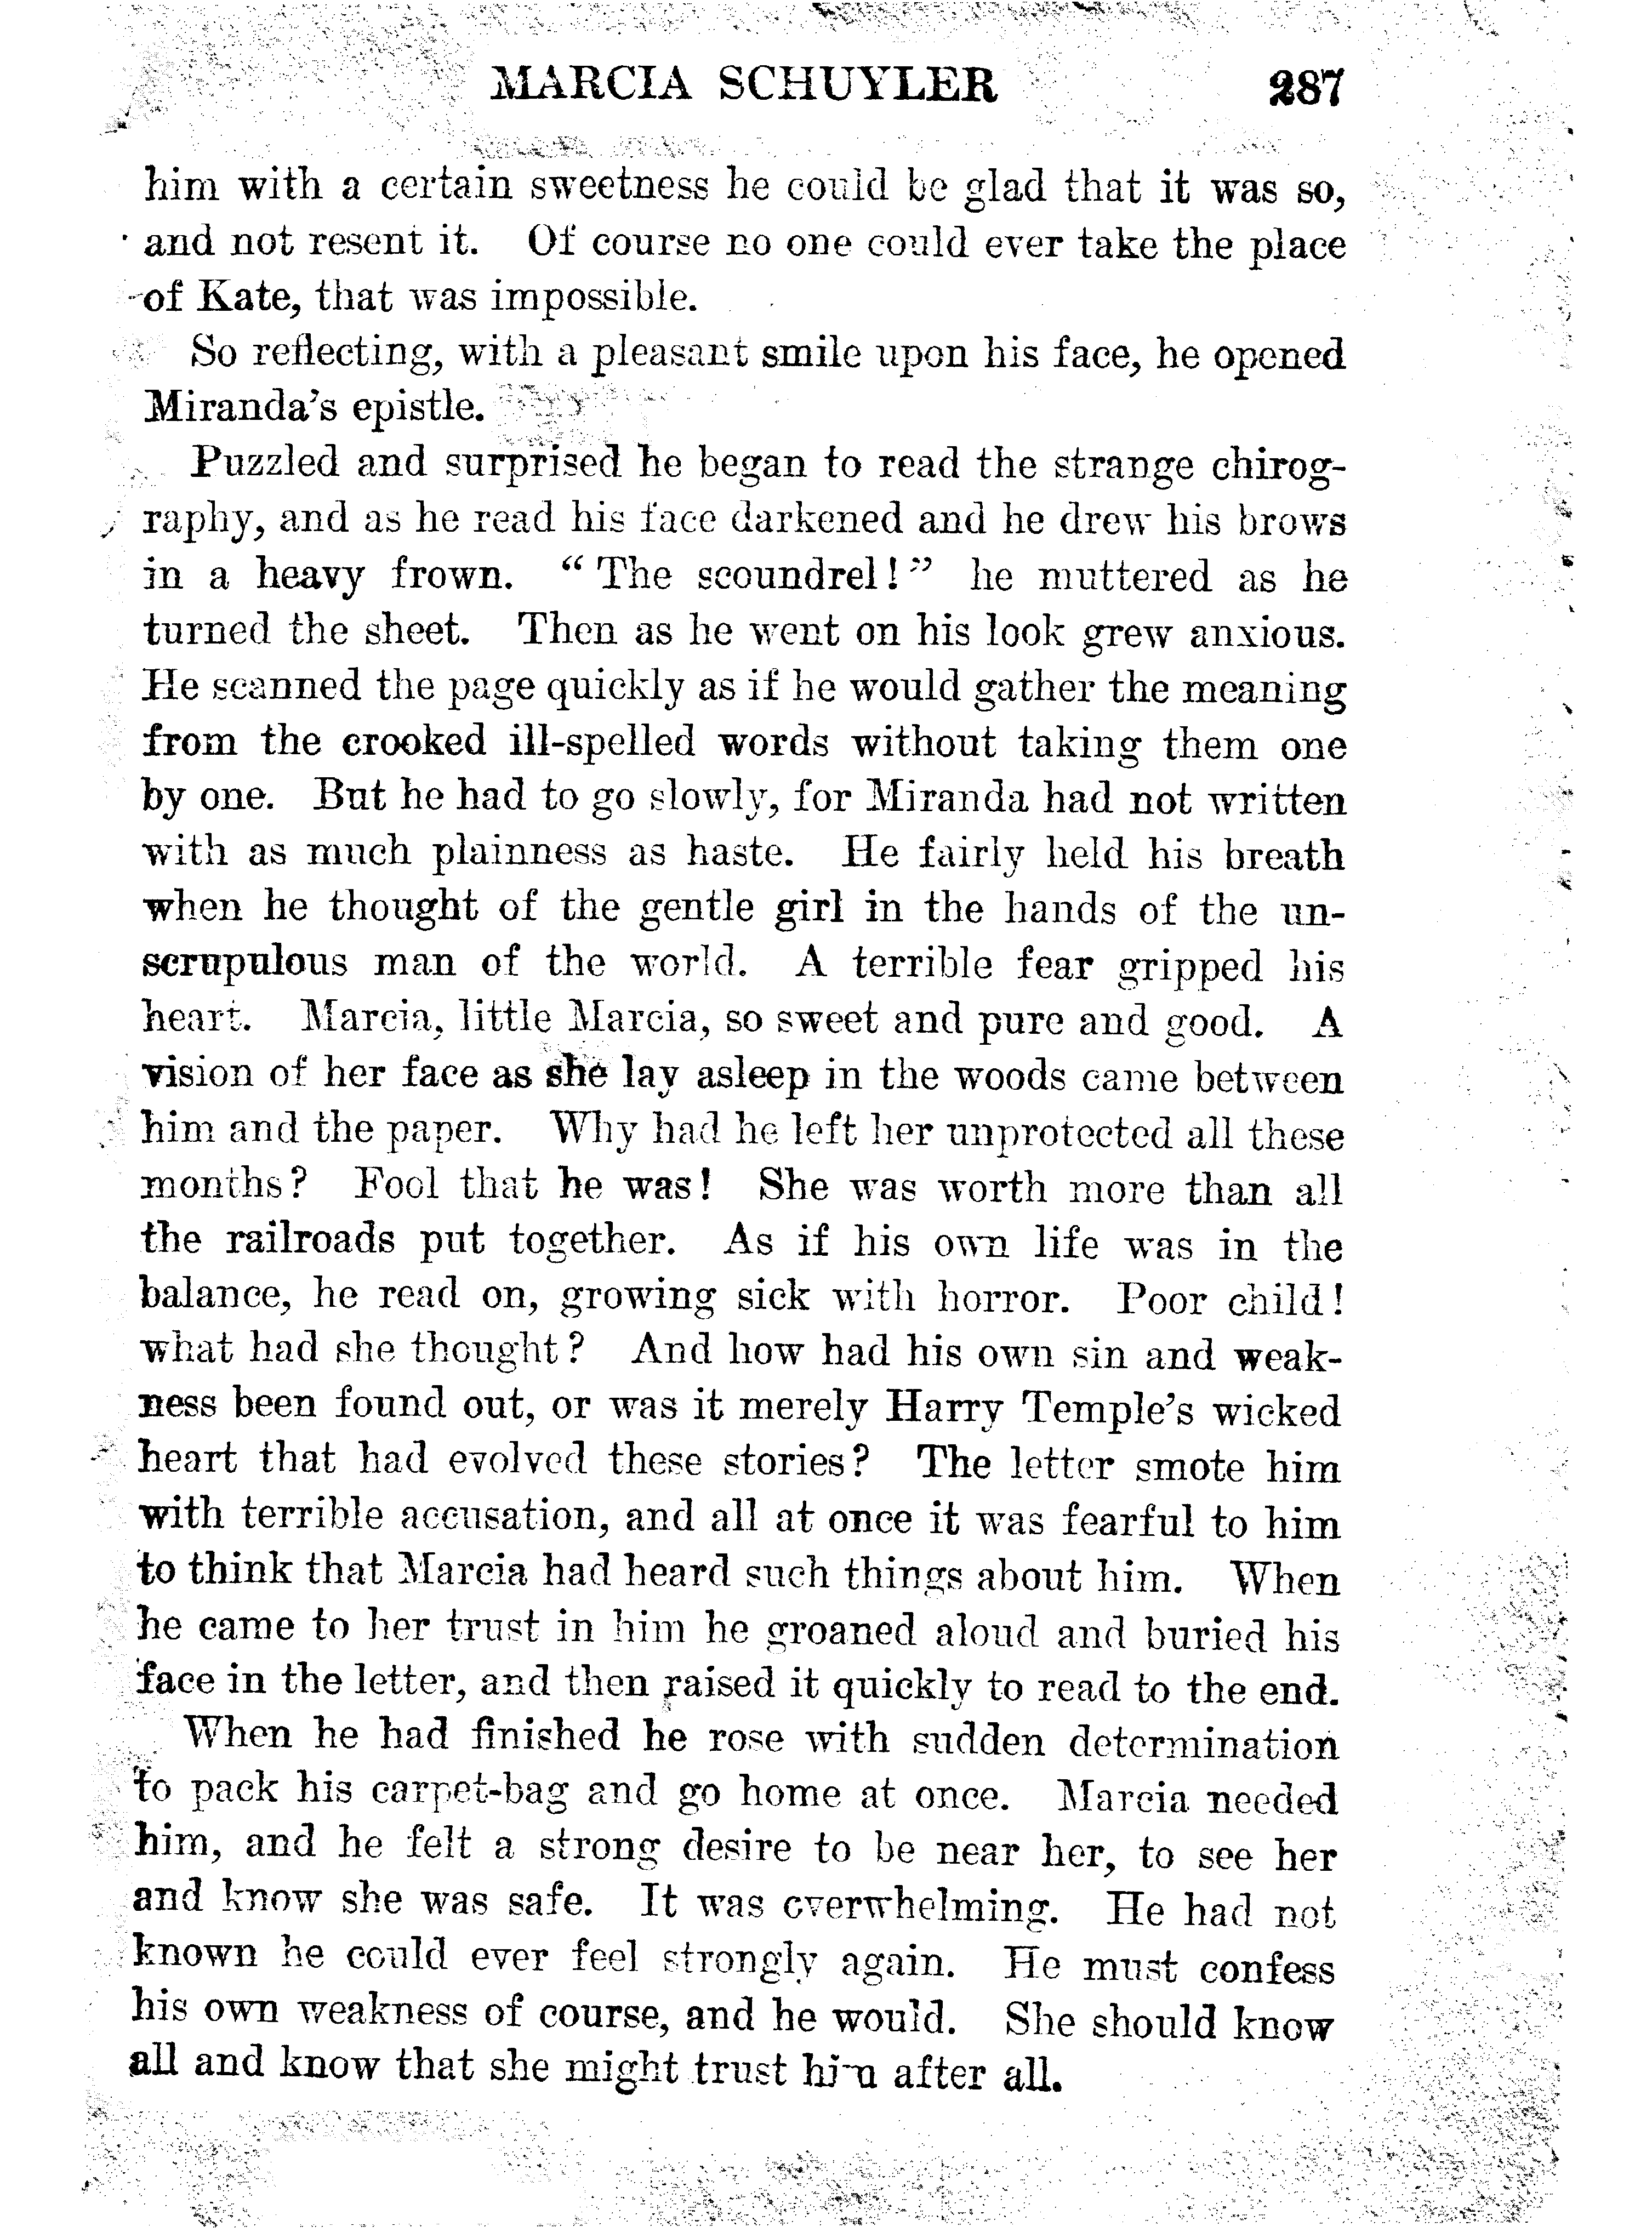 MARCIA SCHUYLER 287
him with a certain sweetness he could be glad that it was so,
and not resent it. Of course no one could ever take the place
of Kate, that was impossible.
So reflecting, with a pleasant smile upon his face, he opened
Miranda's epistle.
Puzzled and surprised he began to read the strange chirog-
raphy, and as he read his face darkened and he drew his brows
in a heavy frown. “The scoundrel!” he muttered as he
turned the sheet. Then as he went on his look grew anxious.
He scanned the page quickly as if he would gather the meaning
from the crooked ill-spelled words without taking them one
by one. But he had to go slowly, for Miranda had not written
with as much plainness as haste. He fairly held his breath
when he thought of the gentle girl in the hands of the un-
scrupulous man of the world. A terrible fear gripped his
heart. Marcia, little Marcia, so sweet and pure and good. A
vision of her face as she lay asleep in the woods came between
him and the paper. Why had he left her unprotected all these
months? Fool that he was! She was worth more than all
the railroads put together. As if his own life was in the
balance, he read on, growing sick with horror. Poor child!
what had she thought? And how had his own sin and weak-
ness been found out, or was it merely Harry Temple's wicked
heart that had evolved these stories? The letter smote him
with terrible accusation, and all at once it was fearful to him
to think that Marcia had heard such things about him. When
he came to her trust in him he groaned aloud and buried his
face in the letter, and then raised it quickly to read to the end.
When he had finished he rose with sudden determination
to pack his carpet-bag and go home at once. Marcia needed
him, and he felt a strong desire to be near her, to see her
and know she was safe. It was overwhelming. He had not
known he could ever feel strongly again. He must confess
his own weakness of course, and he would. She should know
all and know that she might trust him after all.